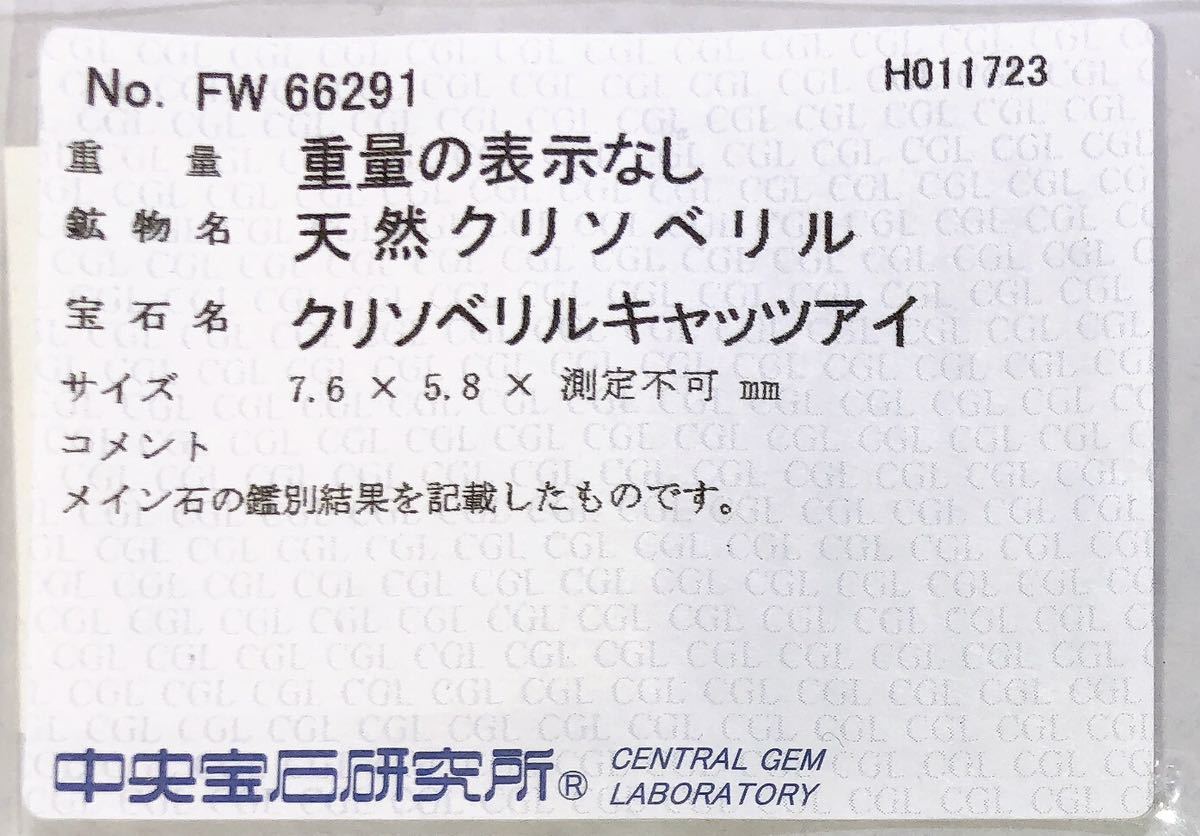 No. FW 66291 H011723
重量 重量の表示なし
鉱物名 天然クリソベリル
宝石名 クリソベリルキャッツアイ
サイズ 7.6 × 5.8 × 測定不可 mm
コメント
メイン石の鑑別結果を記載したものです。
中央宝石研究所® CENTRAL GEM
LABORATORY